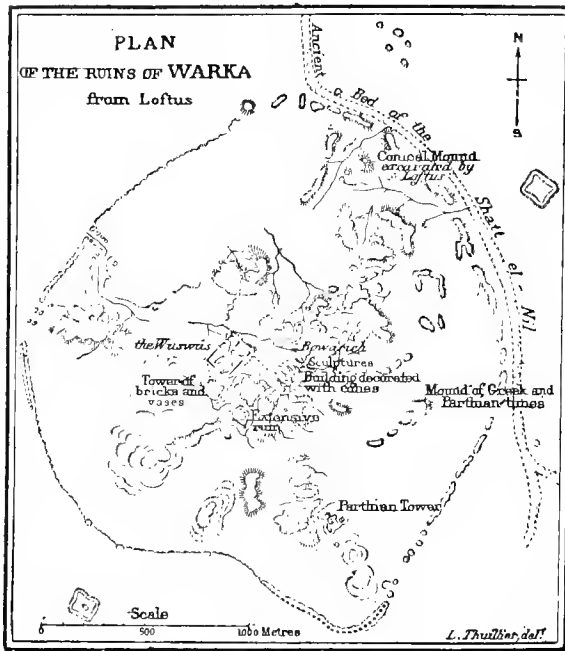 PLAN
OF THE RUINS OF WARKA
from Loftus
Ancient Bed of the Shatt el-Nil
N
S
Conical Mound
excavated by
Loftus
the Wuswas
Bowarieh
Sculptures
Building decorated
with cones
Tower of
bricks and
vases
Extensive
ruin
Mound of Greek and
Parthian times
Parthian Tower
Scale
0 500 1000 Metres
L. Thuillier, delt.